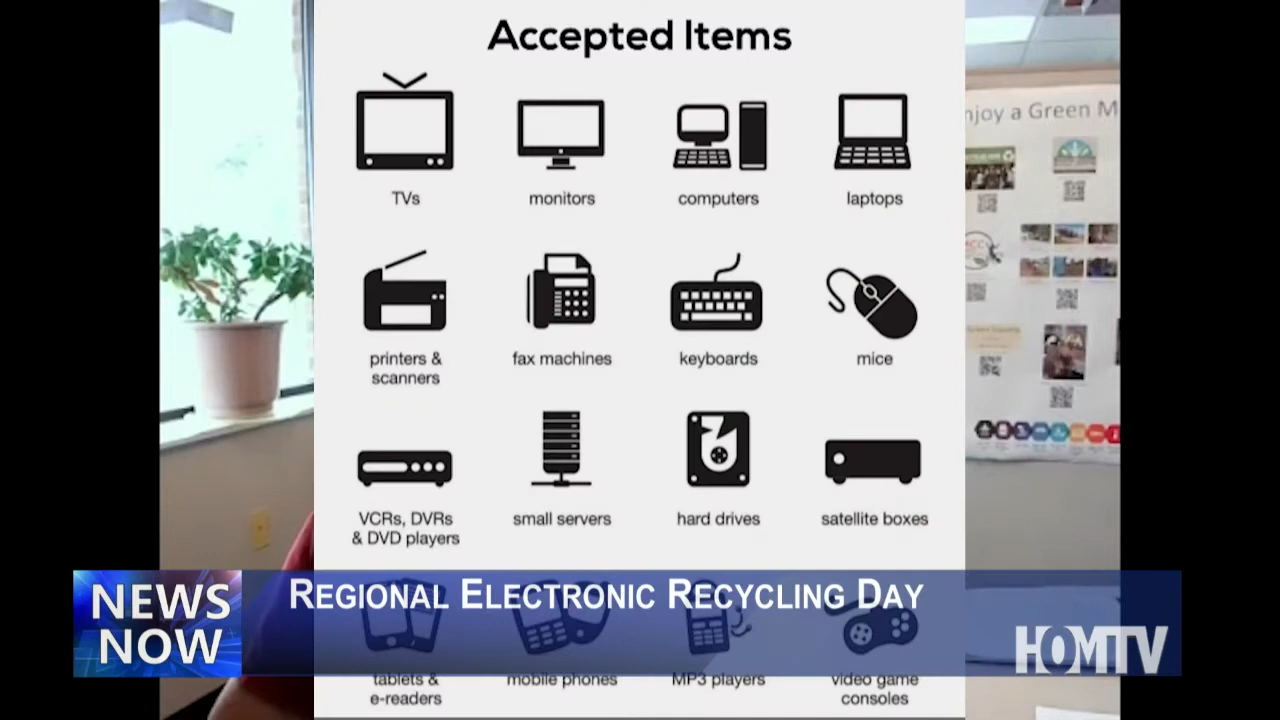 Accepted Items
TVs
monitors
computers
laptops
printers &
scanners
fax machines
keyboards
mice
VCRs, DVRs
& DVD players
small servers
hard drives
satellite boxes
tablets &
e-readers
mobile phones
MP3 players
video game
consoles
njoy a Green M
NEWS
NOW
REGIONAL ELECTRONIC RECYCLING DAY
HOMTV